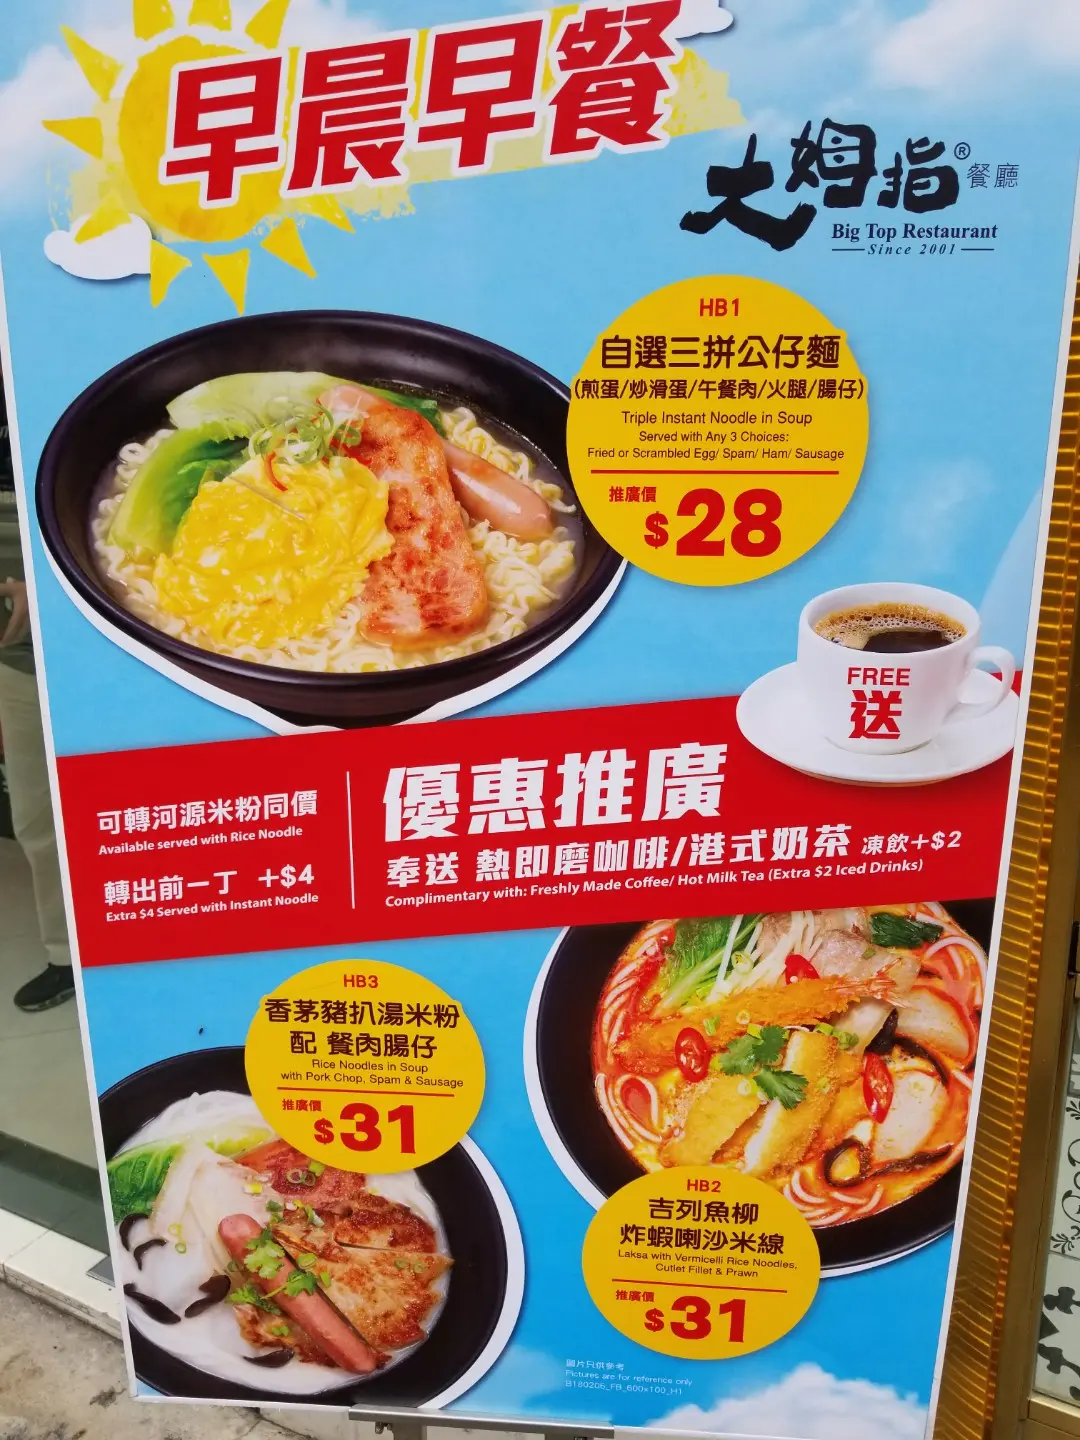 早晨早餐
大姆指®餐廳
Big Top Restaurant
Since 2001
HB1
自選三拼公仔麵
(煎蛋/炒滑蛋/午餐肉/火腿/腸仔)
Triple Instant Noodle in Soup
Served with Any 3 Choices:
Fried or Scrambled Egg/ Spam/ Ham/ Sausage
推廣價
$28
FREE
送
可轉河源米粉同價
Available served with Rice Noodle
轉出前一丁 +$4
Extra $4 Served with Instant Noodle
優惠推廣
奉送 熱即磨咖啡/港式奶茶 凍飲+$2
Complimentary with: Freshly Made Coffee/ Hot Milk Tea (Extra $2 Iced Drinks)
HB3
香茅豬扒湯米粉
配 餐肉腸仔
Rice Noodles in Soup
with Pork Chop, Spam & Sausage
推廣價
$31
HB2
吉列魚柳
炸蝦喇沙米線
Laksa with Vermicelli Rice Noodles,
Cutlet Fillet & Prawn
推廣價
$31
圖片只供參考
Pictures are for reference only
B180206_FB_600x100_H1